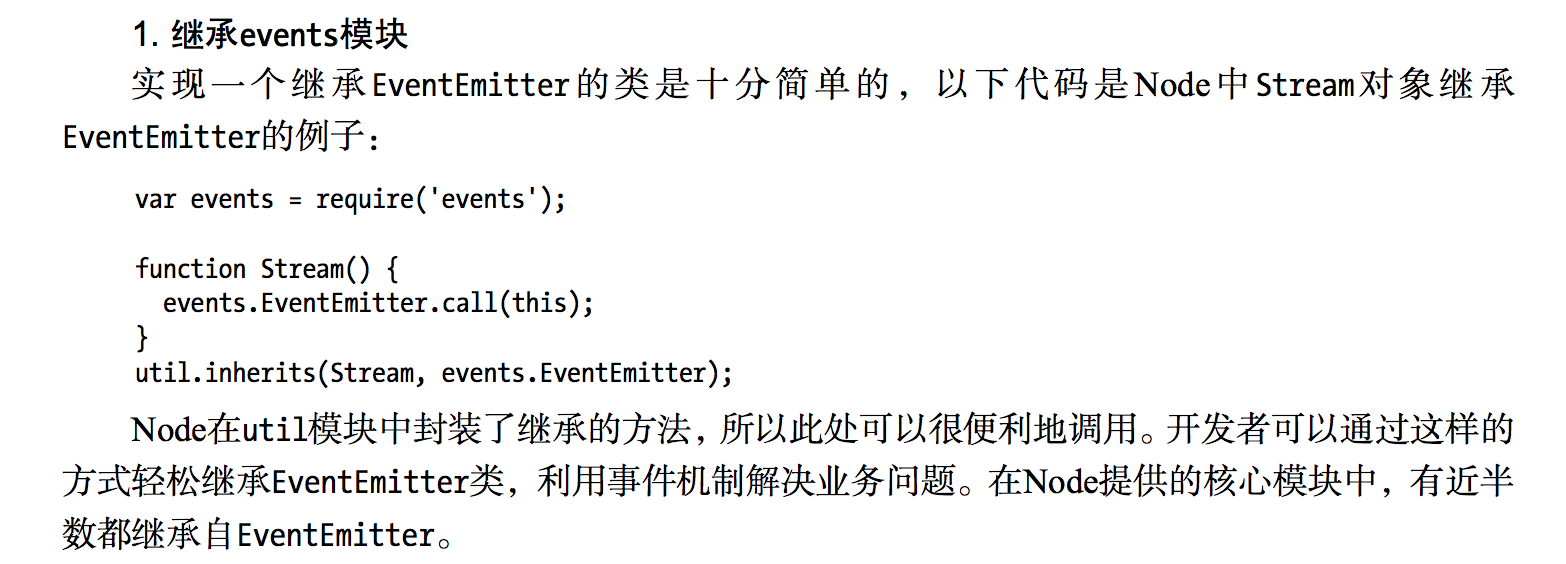 1. 继承events模块
实现一个继承EventEmitter的类是十分简单的，以下代码是Node中Stream对象继承
EventEmitter的例子：
var events = require('events');
function Stream() {
events.EventEmitter.call(this);
}
util.inherits(Stream, events.EventEmitter);
Node在util模块中封装了继承的方法，所以此处可以很便利地调用。开发者可以通过这样的
方式轻松继承EventEmitter类，利用事件机制解决业务问题。在Node提供的核心模块中，有近半
数都继承自EventEmitter。